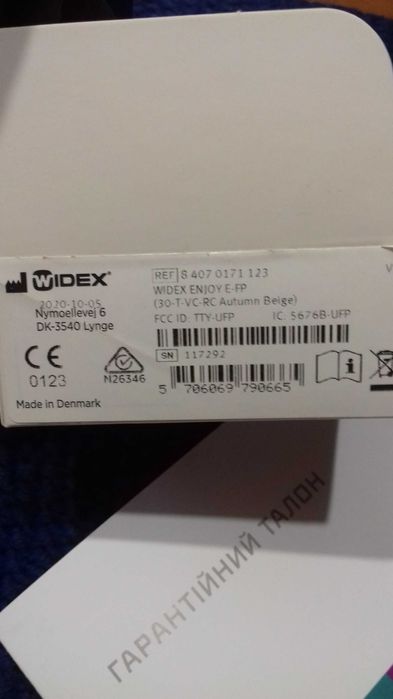 WIDEX®
2020-10-05
Nymoellevej 6
DK-3540 Lynge
CE
0123
N26346
Made in Denmark
REF 8 407 0171 123
WIDEX ENJOY E-FP
(30-T-VC-RC Autumn Beige)
FCC ID: TTY-UFP IC: 5676B-UFP
SN 117292
5 706069 790665
ГАРАНТІЙНИЙ ТАЛОН